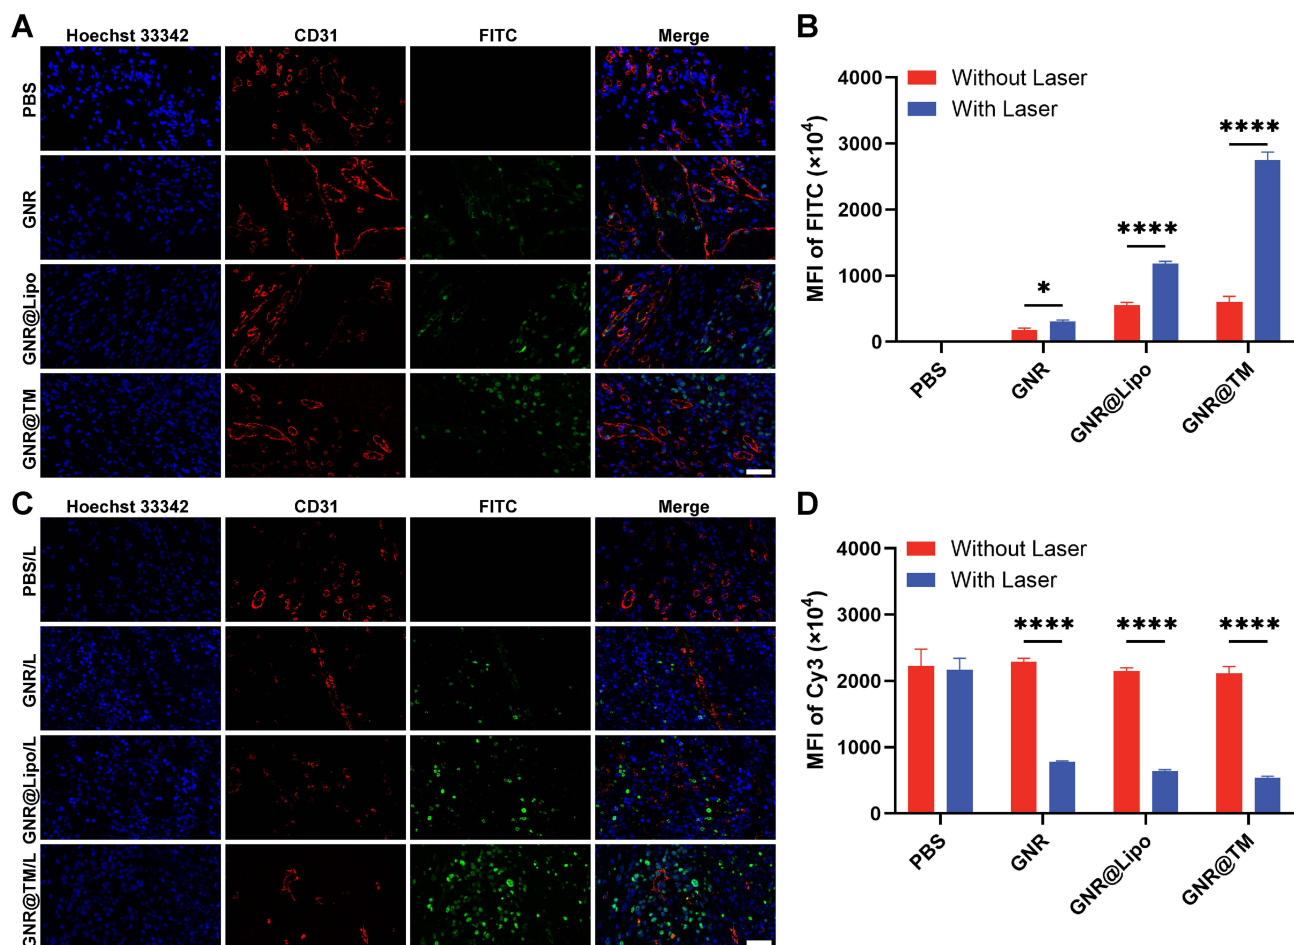 A
Hoechst 33342 CD31 FITC Merge
PBS
GNR
GNR@Lipo
GNR@TM
B
MFI of FITC (×10⁴)
4000
3000
2000
1000
0
Without Laser
With Laser
*
****
****
PBS GNR GNR@Lipo GNR@TM
C
Hoechst 33342 CD31 FITC Merge
PBS/L
GNR/L
GNR@Lipo/L
GNR@TM/L
D
MFI of Cy3 (×10⁴)
4000
3000
2000
1000
0
Without Laser
With Laser
**** **** ****
PBS GNR GNR@Lipo GNR@TM